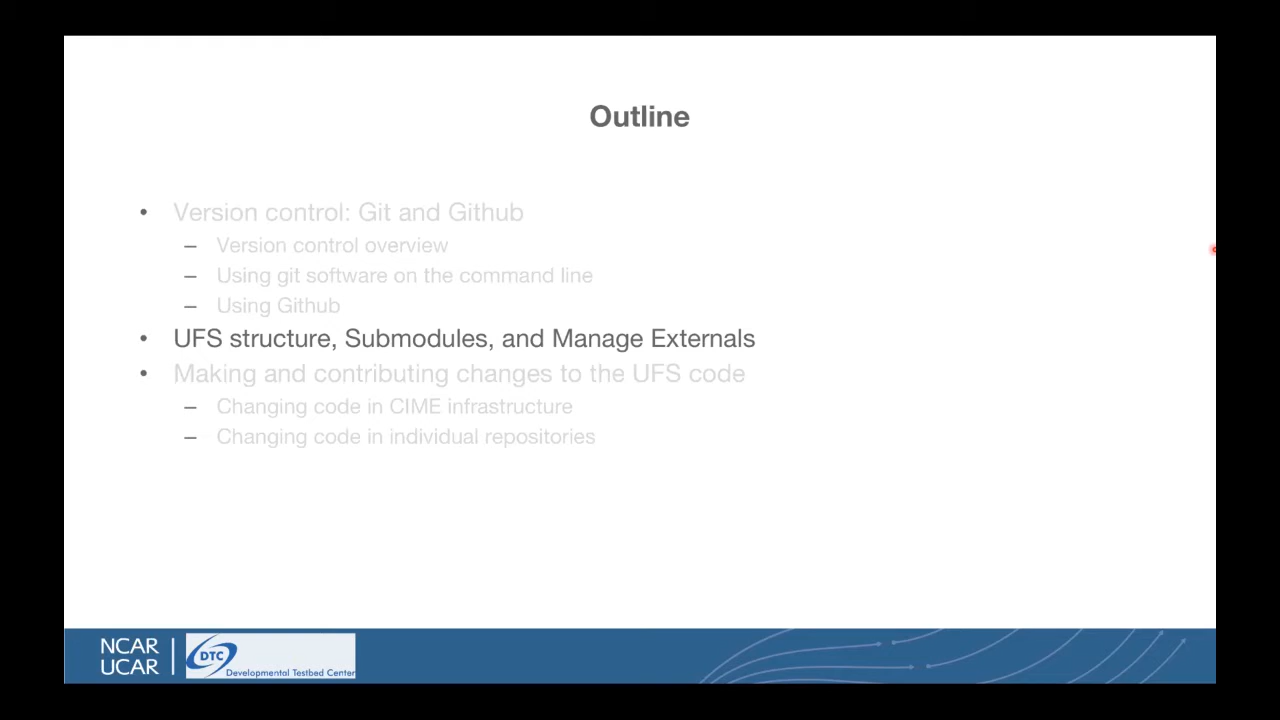 Outline
• Version control: Git and Github
– Version control overview
– Using git software on the command line
– Using Github
• UFS structure, Submodules, and Manage Externals
• Making and contributing changes to the UFS code
– Changing code in CIME infrastructure
– Changing code in individual repositories
NCAR
UCAR
DTC
Developmental Testbed Center